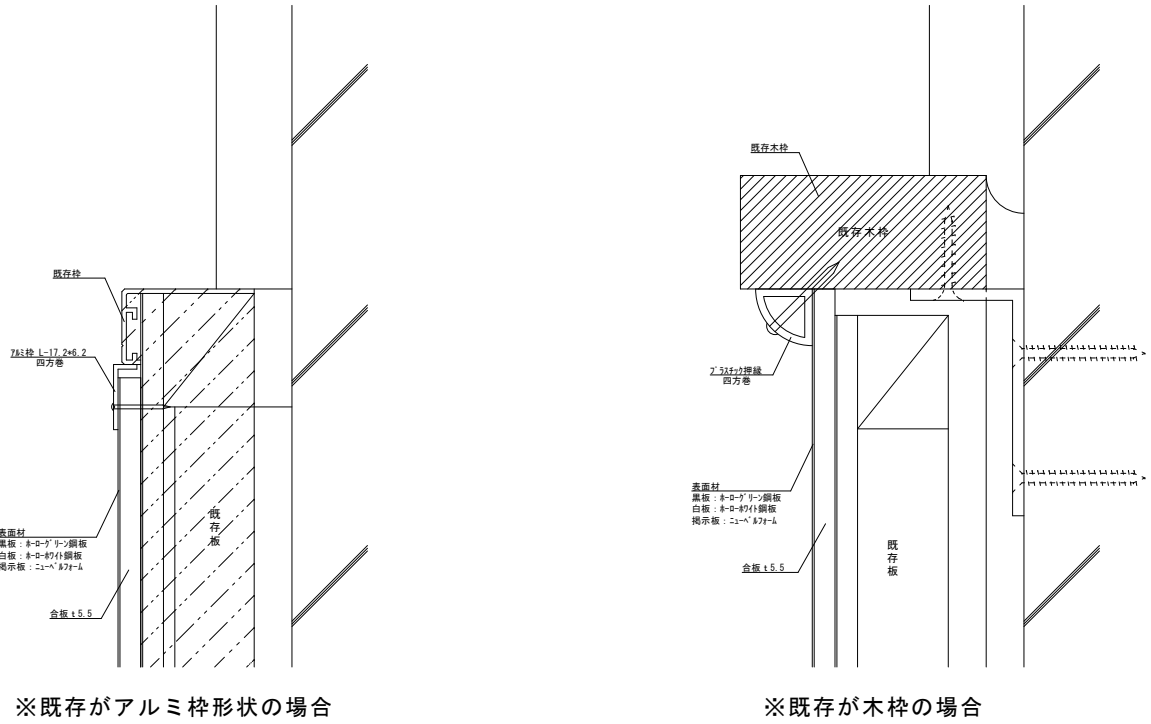 既存枠
ｱﾙﾐ枠 L-17.2*6.2
四方巻
表面材
黒板：ﾎｰﾛｰｸﾞﾘｰﾝ鋼板
白板：ﾎｰﾛｰﾎﾜｲﾄ鋼板
掲示板：ﾆｭｰﾍﾞﾙﾌｫｰﾑ
合板 t5.5
既存板
※既存がアルミ枠形状の場合
既存木枠
既存木枠
ﾌﾟﾗｽﾁｯｸ押縁
四方巻
表面材
黒板：ﾎｰﾛｰｸﾞﾘｰﾝ鋼板
白板：ﾎｰﾛｰﾎﾜｲﾄ鋼板
掲示板：ﾆｭｰﾍﾞﾙﾌｫｰﾑ
合板 t5.5
既存板
※既存が木枠の場合